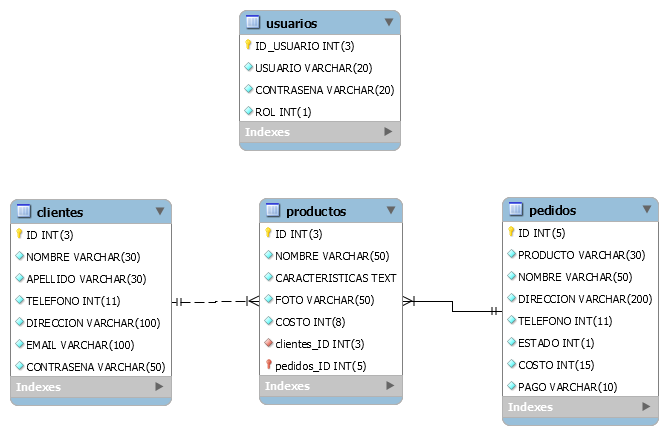 usuarios
ID_USUARIO INT(3)
USUARIO VARCHAR(20)
CONTRASENA VARCHAR(20)
ROL INT(1)
Indexes
clientes
ID INT(3)
NOMBRE VARCHAR(30)
APELLIDO VARCHAR(30)
TELEFONO INT(11)
DIRECCION VARCHAR(100)
EMAIL VARCHAR(100)
CONTRASENA VARCHAR(50)
Indexes
productos
ID INT(3)
NOMBRE VARCHAR(50)
CARACTERISTICAS TEXT
FOTO VARCHAR(50)
COSTO INT(8)
clientes_ID INT(3)
pedidos_ID INT(5)
Indexes
pedidos
ID INT(5)
PRODUCTO VARCHAR(30)
NOMBRE VARCHAR(50)
DIRECCION VARCHAR(200)
TELEFONO INT(11)
ESTADO INT(1)
COSTO INT(15)
PAGO VARCHAR(10)
Indexes